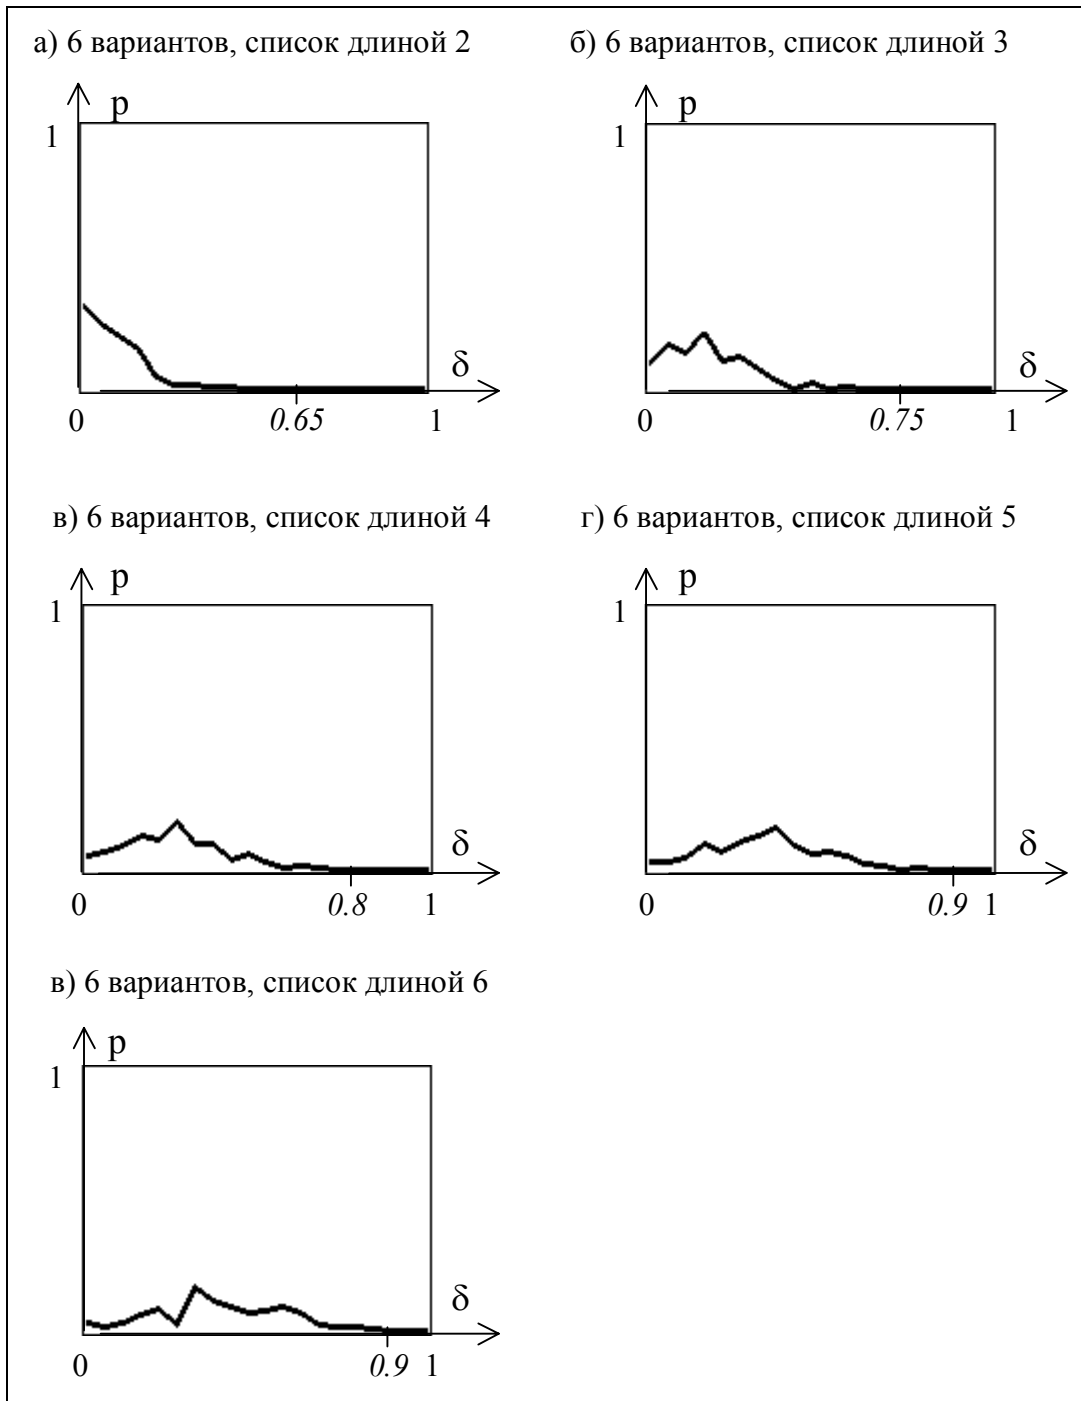 а) 6 вариантов, список длиной 2
p
1
δ
0 0.65 1
б) 6 вариантов, список длиной 3
p
1
δ
0 0.75 1
в) 6 вариантов, список длиной 4
p
1
δ
0 0.8 1
г) 6 вариантов, список длиной 5
p
1
δ
0 0.9 1
в) 6 вариантов, список длиной 6
p
1
δ
0 0.9 1